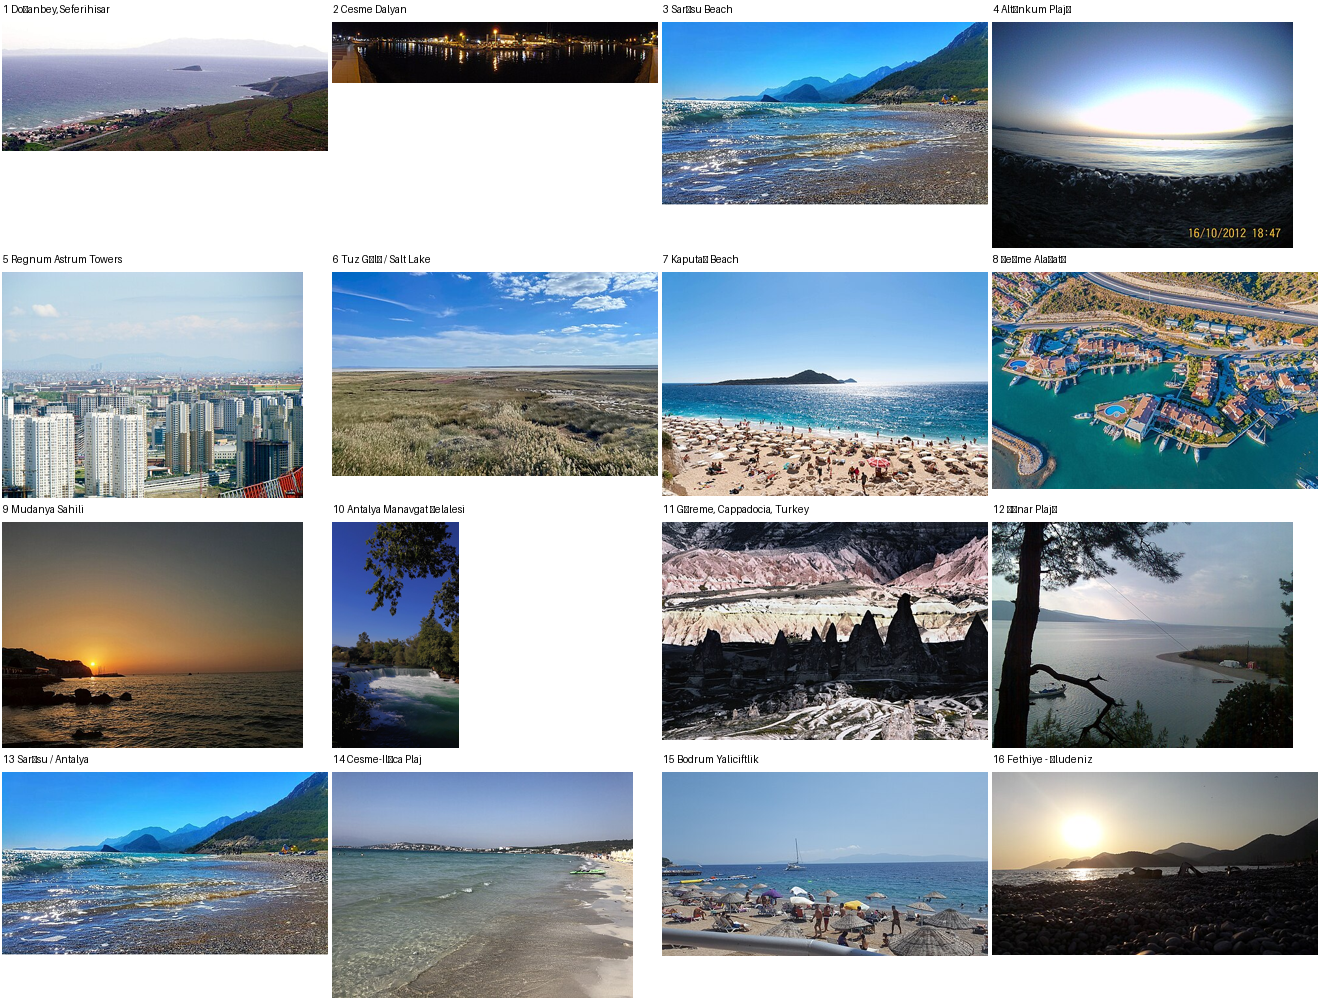 1 Do▯anbey, Seferihisar
2 Cesme Dalyan
3 Sar▯su Beach
4 Alt▯nkum Plaj▯
16/10/2012 18:47
5 Regnum Astrum Towers
6 Tuz G▯l▯ / Salt Lake
7 Kaputa▯ Beach
8 ▯e▯me Ala▯at▯
9 Mudanya Sahili
10 Antalya Manavgat ▯elalesi
11 G▯reme, Cappadocia, Turkey
12 ▯▯nar Plaj▯
13 Sar▯su / Antalya
14 Cesme-Il▯ca Plaj
15 Bodrum Yaliciftlik
16 Fethiye - ▯ludeniz